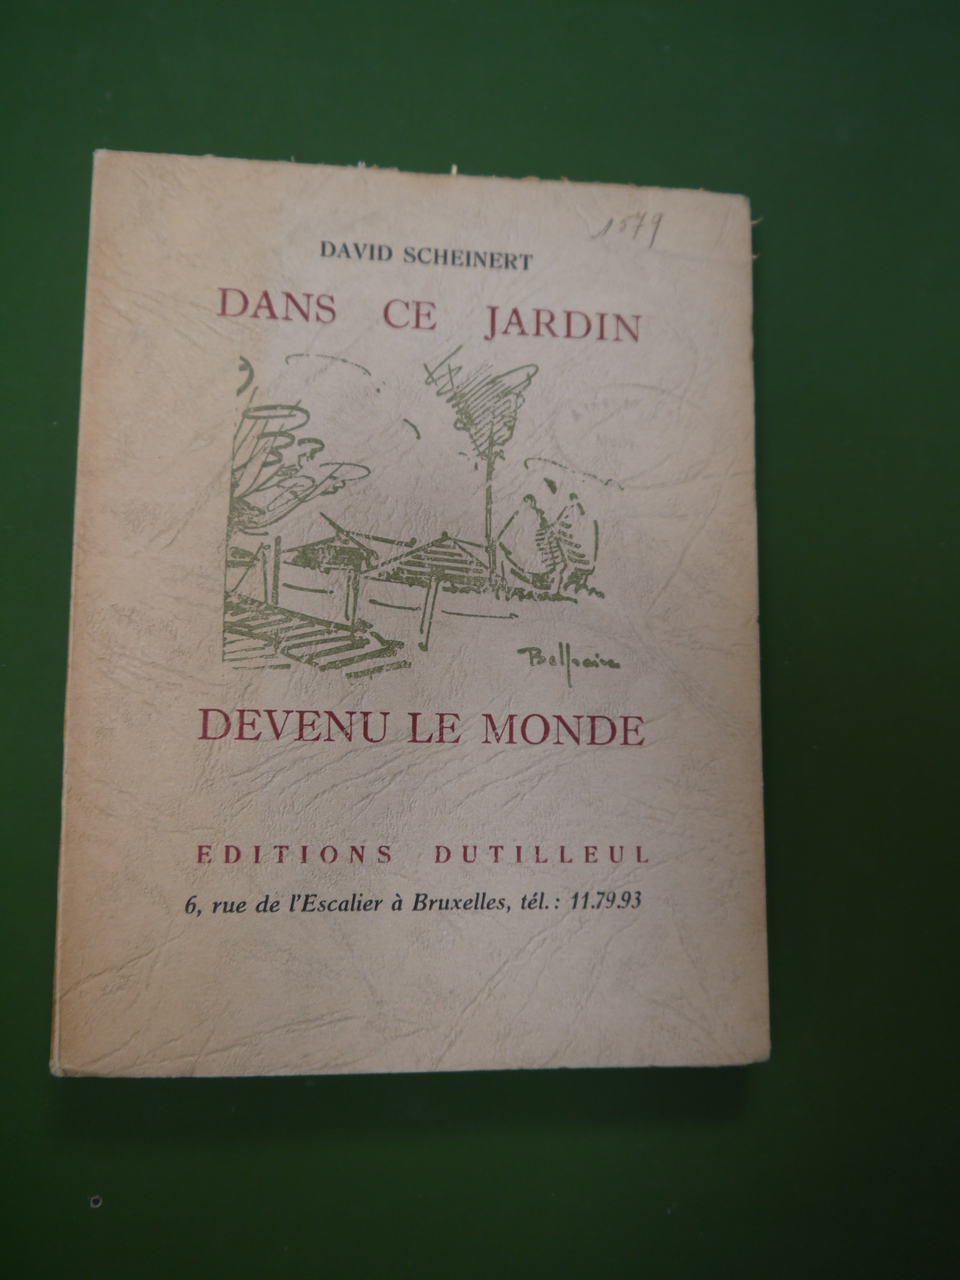 1579
DAVID SCHEINERT
DANS CE JARDIN
DEVENU LE MONDE
EDITIONS DUTILLEUL
6, rue de l'Escalier à Bruxelles, tél. : 11.79.93